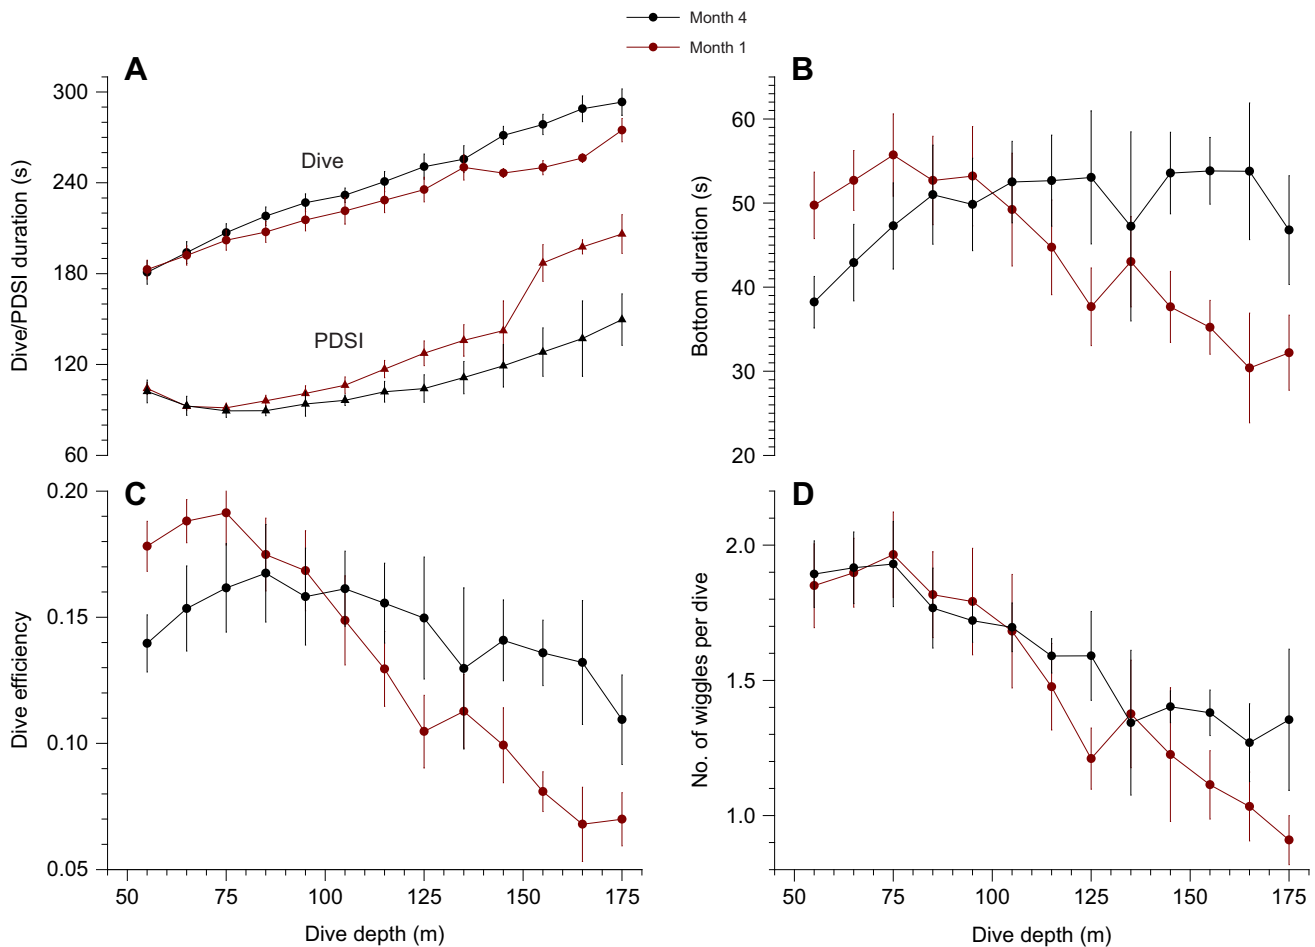 Month 4
Month 1
A
B
300
240
180
120
60
Dive/PDSI duration (s)
Dive
PDSI
60
50
40
30
20
Bottom duration (s)
C
D
0.20
0.15
0.10
0.05
Dive efficiency
50
75
100
125
150
175
Dive depth (m)
2.0
1.5
1.0
No. of wiggles per dive
50
75
100
125
150
175
Dive depth (m)